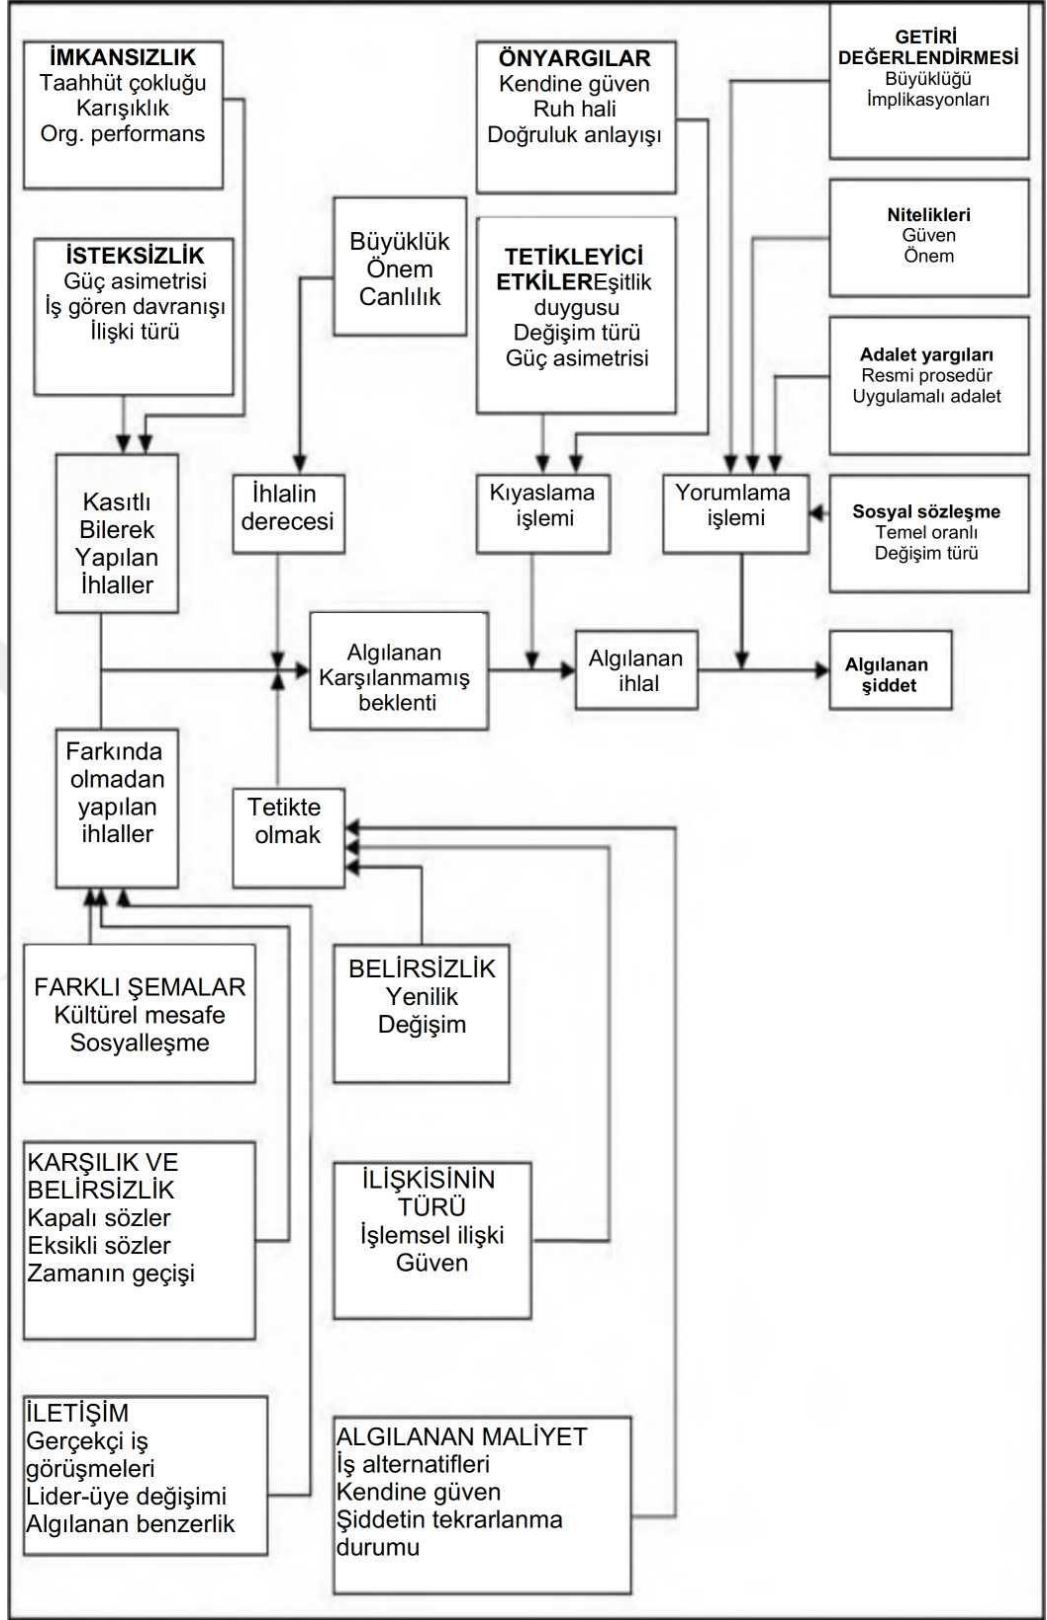 İMKANSIZLIK
Taahhüt çokluğu
Karışıklık
Org. performans
ÖNYARGILAR
Kendine güven
Ruh hali
Doğruluk anlayışı
GETİRİ
DEĞERLENDİRMESİ
Büyüklüğü
İmplikasyonları
İSTEKSİZLİK
Güç asimetrisi
İş gören davranışı
İlişki türü
Büyüklük
Önem
Canlılık
TETİKLEYİCİ
ETKİLEREşitlik
duygusu
Değişim türü
Güç asimetrisi
Nitelikleri
Güven
Önem
Adalet yargıları
Resmi prosedür
Uygulamalı adalet
Kasıtlı
Bilerek
Yapılan
İhlaller
İhlalin
derecesi
Kıyaslama
işlemi
Yorumlama
işlemi
Sosyal sözleşme
Temel oranlı
Değişim türü
Algılanan
Karşılanmamış
beklenti
Algılanan
ihlal
Algılanan
şiddet
Farkında
olmadan
yapılan
ihlaller
Tetikte
olmak
FARKLI ŞEMALAR
Kültürel mesafe
Sosyalleşme
BELİRSİZLİK
Yenilik
Değişim
KARŞILIK VE
BELİRSİZLİK
Kapalı sözler
Eksikli sözler
Zamanın geçişi
İLİŞKİSİNİN
TÜRÜ
İşlemsel ilişki
Güven
İLETİŞİM
Gerçekçi iş
görüşmeleri
Lider-üye değişimi
Algılanan benzerlik
ALGILANAN MALİYET
İş alternatifleri
Kendine güven
Şiddetin tekrarlanma
durumu